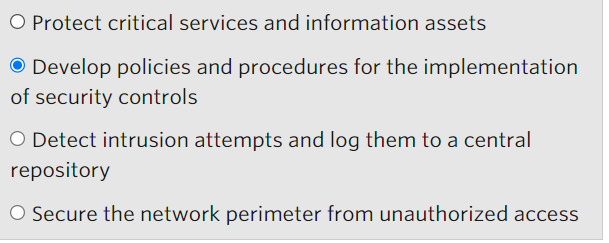 Protect critical services and information assets
Develop policies and procedures for the implementation
of security controls
Detect intrusion attempts and log them to a central
repository
Secure the network perimeter from unauthorized access